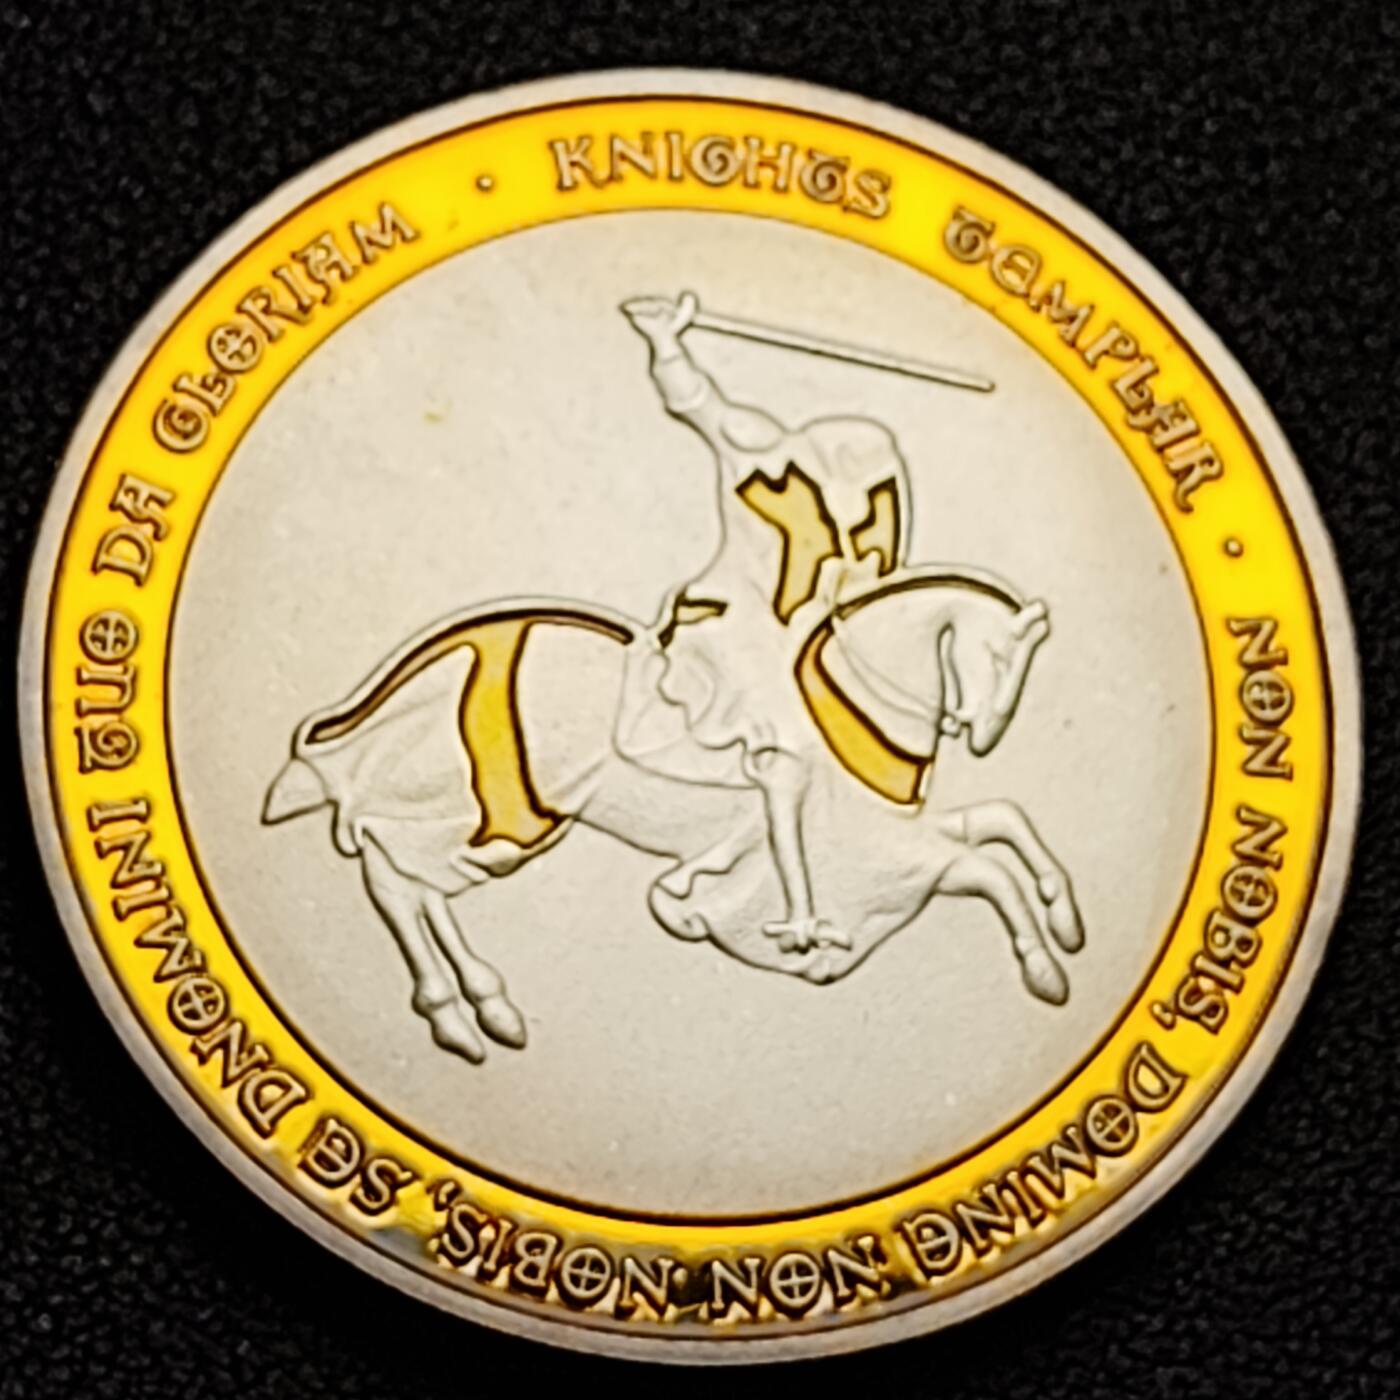 KNIGHTS TEMPLAR
NON NOBIS, DOMINE NON NOBIS, SE DNOMINI TUO DA GLORIAM